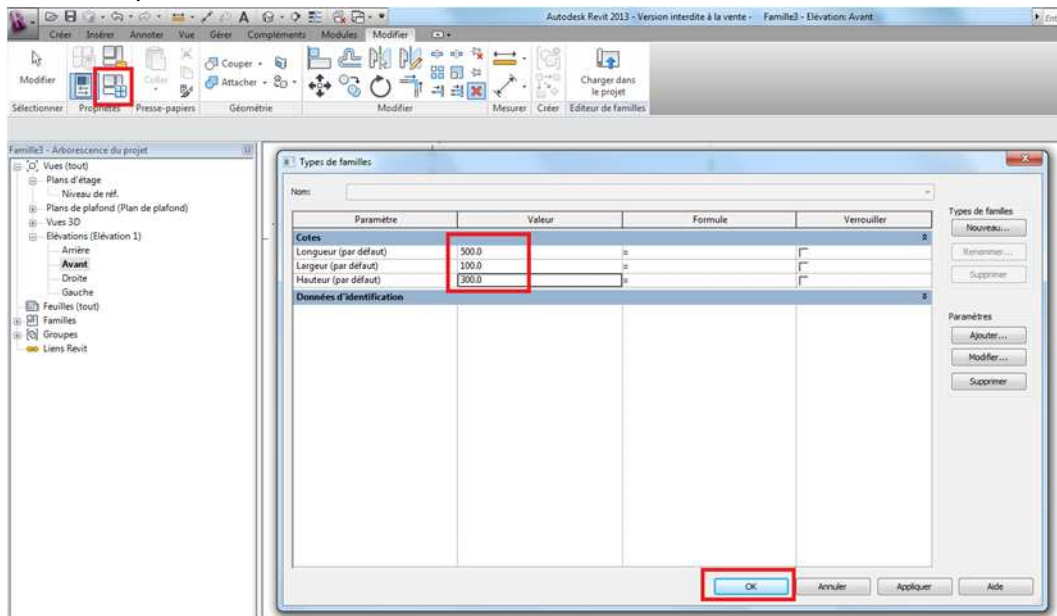 Autodesk Revit 2013 - Version interdite à la vente - Famille3 - Elévation: Avant
Créer Insérer Annoter Vue Gérer Compléments Modules Modifier
Modifier
Coller
Couper
Attacher
Charger dans
le projet
Sélectionner Propriétés Presse-papiers Géométrie Modifier Mesurer Créer Editeur de familles
Famille3 - Arborescence du projet
Vues (tout)
Plans d'étage
Niveau de réf.
Plans de plafond (Plan de plafond)
Vues 3D
Elévations (Elévation 1)
Arrière
Avant
Droite
Gauche
Feuilles (tout)
Familles
Groupes
Liens Revit
Types de familles
Nom:
Paramètre Valeur Formule Verrouiller
Cotes
Longueur (par défaut) 500.0 =
Largeur (par défaut) 100.0 =
Hauteur (par défaut) 300.0 =
Données d'identification
Types de familles
Nouveau...
Renommer...
Supprimer
Paramètres
Ajouter...
Modifier...
Supprimer
OK Annuler Appliquer Aide